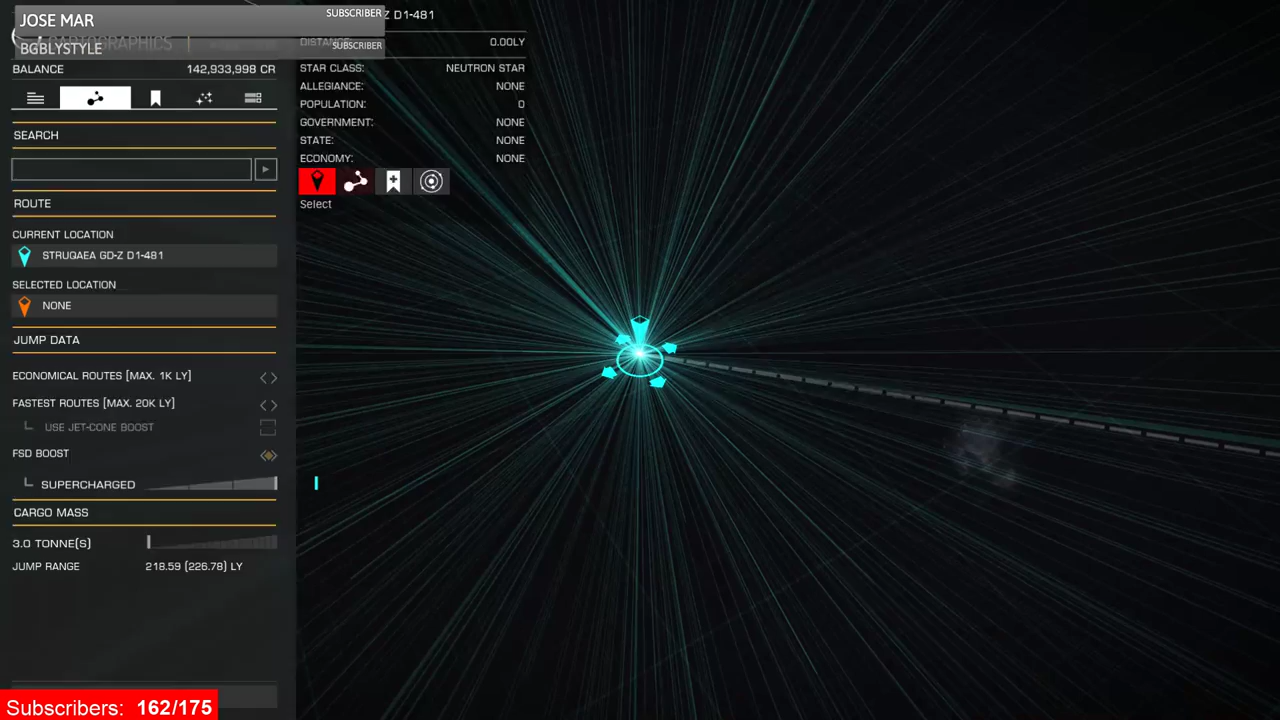 JOSE MAR
SUBSCRIBER
BGBLYSTYLE
SUBSCRIBER
BALANCE 142,933,998 CR
SEARCH
ROUTE
CURRENT LOCATION
STRUQAEA GD-Z D1-481
SELECTED LOCATION
NONE
JUMP DATA
ECONOMICAL ROUTES [MAX. 1K LY]
FASTEST ROUTES [MAX. 20K LY]
USE JET-CONE BOOST
FSD BOOST
SUPERCHARGED
CARGO MASS
3.0 TONNE(S)
JUMP RANGE 218.59 (226.78) LY
Subscribers: 162/175
Z D1-481
DISTANCE: 0.00LY
STAR CLASS: NEUTRON STAR
ALLEGIANCE: NONE
POPULATION: 0
GOVERNMENT: NONE
STATE: NONE
ECONOMY: NONE
Select